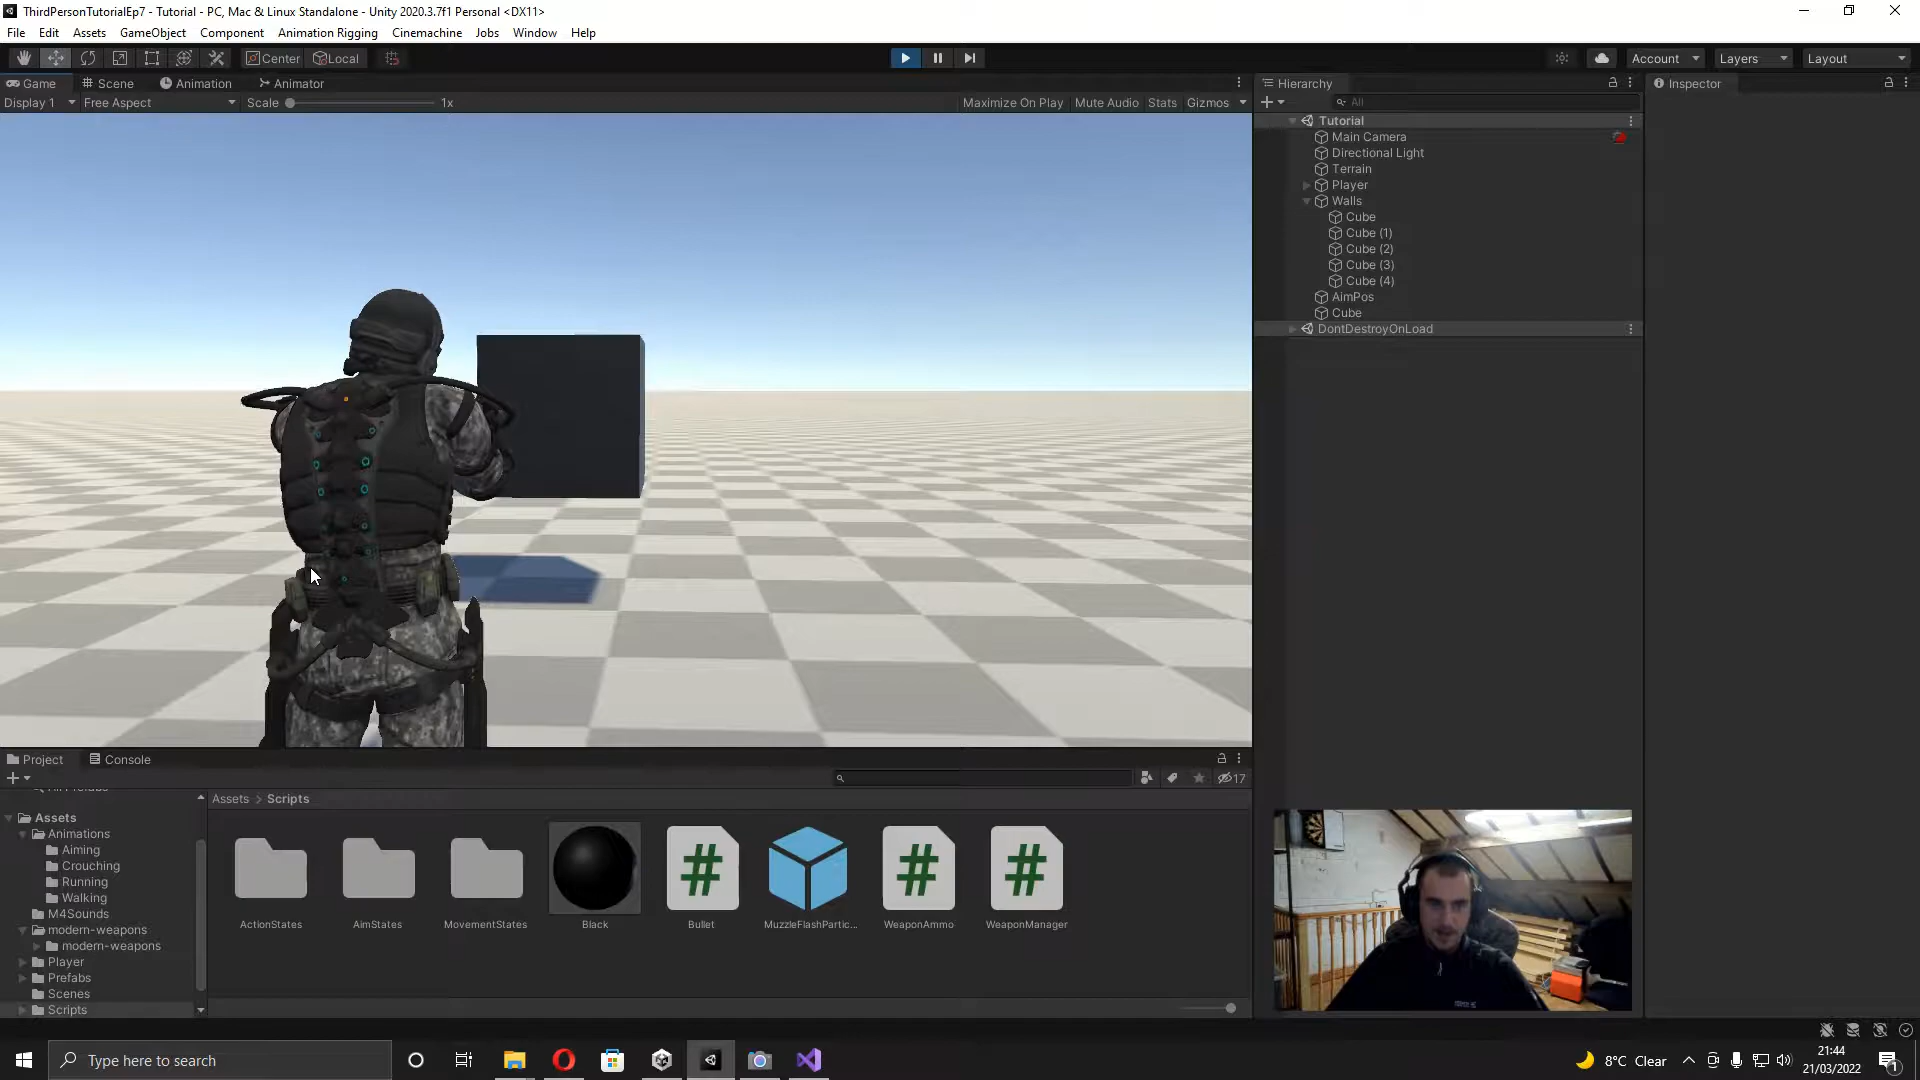 ThirdPersonTutorialEp7 - Tutorial - PC, Mac & Linux Standalone - Unity 2020.3.7f1 Personal <DX11>
File Edit Assets GameObject Component Animation Rigging Cinemachine Jobs Window Help
Center Local Account Layers Layout
Game Scene Animation Animator
Display 1 Free Aspect Scale 1x Maximize On Play Mute Audio Stats Gizmos
Hierarchy
All
Tutorial
Main Camera
Directional Light
Terrain
Player
Walls
Cube
Cube (1)
Cube (2)
Cube (3)
Cube (4)
AimPos
Cube
DontDestroyOnLoad
Inspector
Project Console
17
Assets
Animations
Aiming
Crouching
Running
Walking
M4Sounds
modern-weapons
modern-weapons
Player
Prefabs
Scenes
Scripts
Assets > Scripts
ActionStates
AimStates
MovementStates
Black
Bullet
MuzzleFlashPartic...
WeaponAmmo
WeaponManager
Type here to search
8°C Clear
21:44
21/03/2022
1